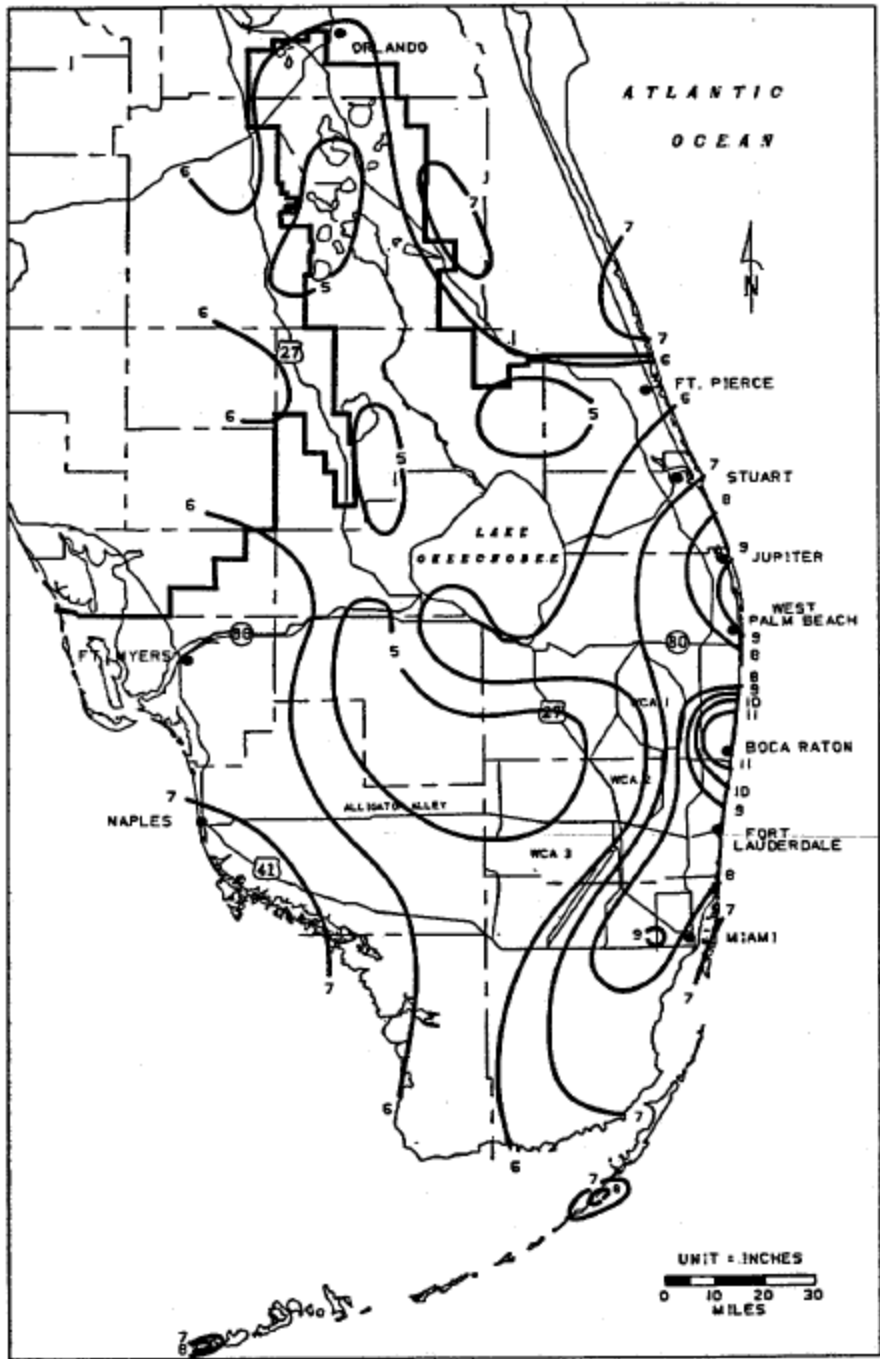 ORLANDO
ATLANTIC
OCEAN
6
7
7
N
5
6
27
7
6
FT. PIERCE
6
6
5
5
7
STUART
8
6
LAKE
OKEECHOBEE
9
JUPITER
WEST
PALM BEACH
9
8
80
80
FT. MYERS
5
8
9
10
11
WCA 1
27
BOCA RATON
11
WCA 2
10
9
7
ALLIGATOR ALLEY
NAPLES
FORT
LAUDERDALE
WCA 3
41
8
7
9
MIAMI
7
7
6
7
6
7
8
UNIT = INCHES
0 10 20 30
MILES
7
8